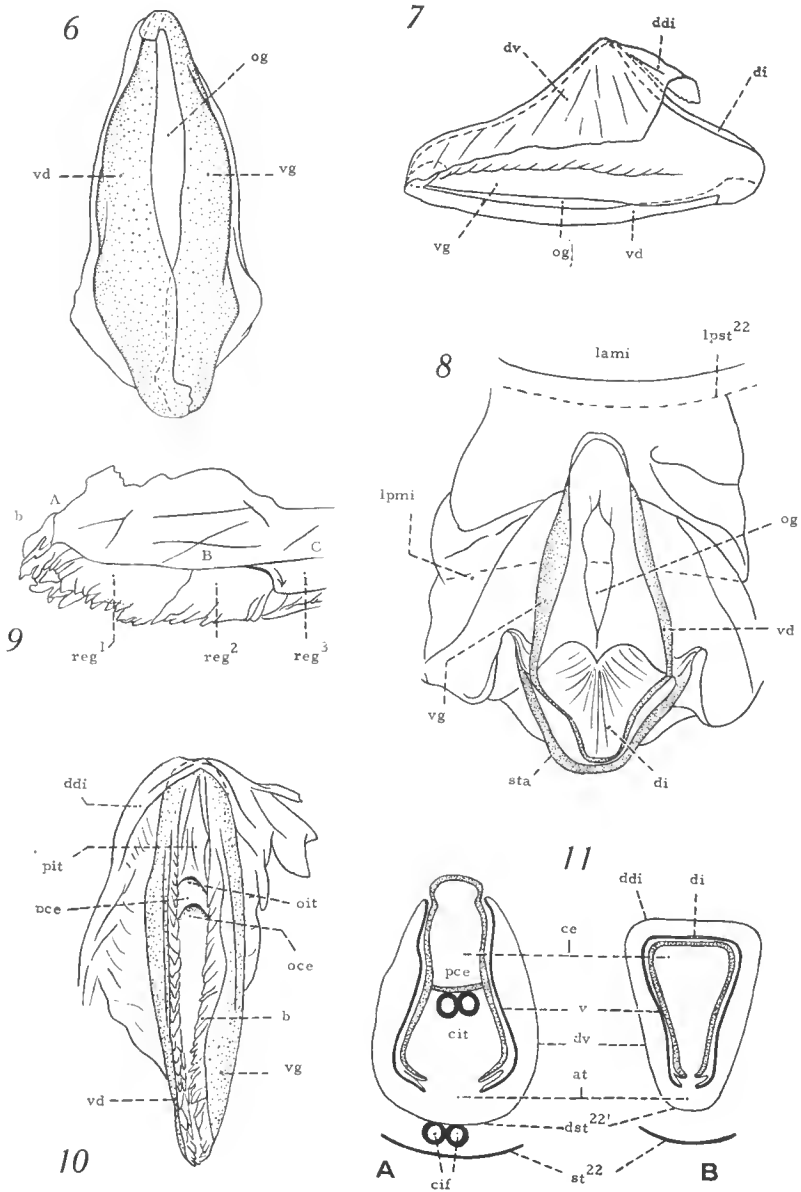 6
og
vd
vg
7
ddi
dv
di
vg
og
vd
8
lami
lpst22
lpmi
og
vd
vg
sta
di
9
b
A
B
C
reg1
reg2
reg3
10
ddi
pit
pce
oit
oce
b
vg
vd
11
ddi
di
ce
pce
v
cit
dv
at
dst22'
A
cif
st22
B